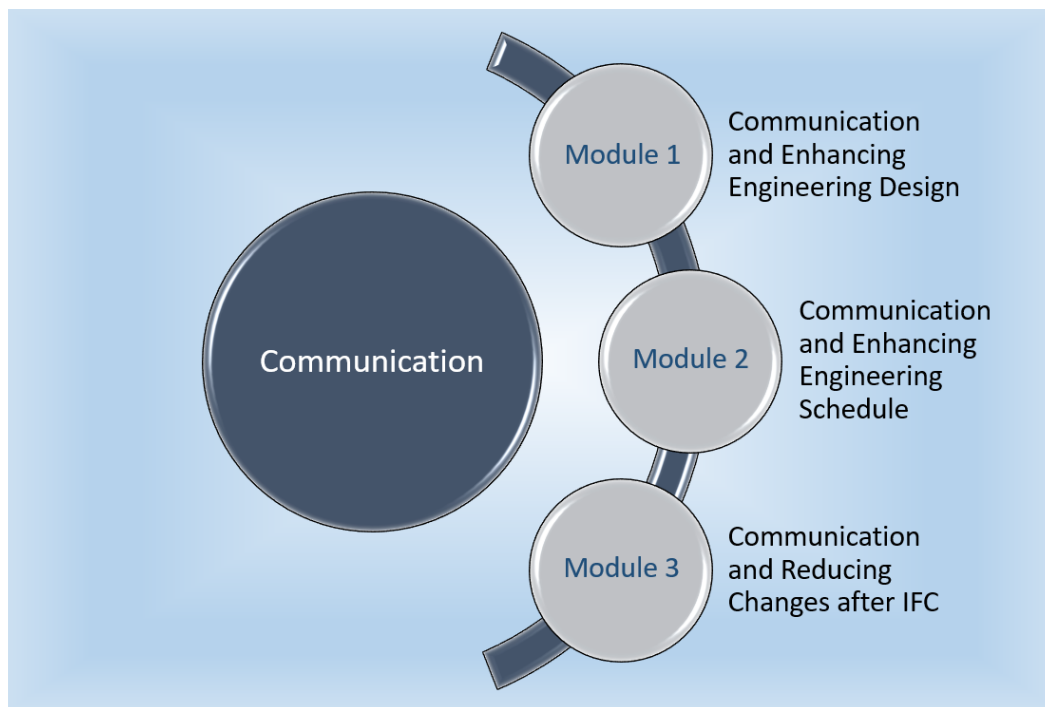 Communication
Module 1
Communication
and Enhancing
Engineering Design
Module 2
Communication
and Enhancing
Engineering
Schedule
Module 3
Communication
and Reducing
Changes after IFC